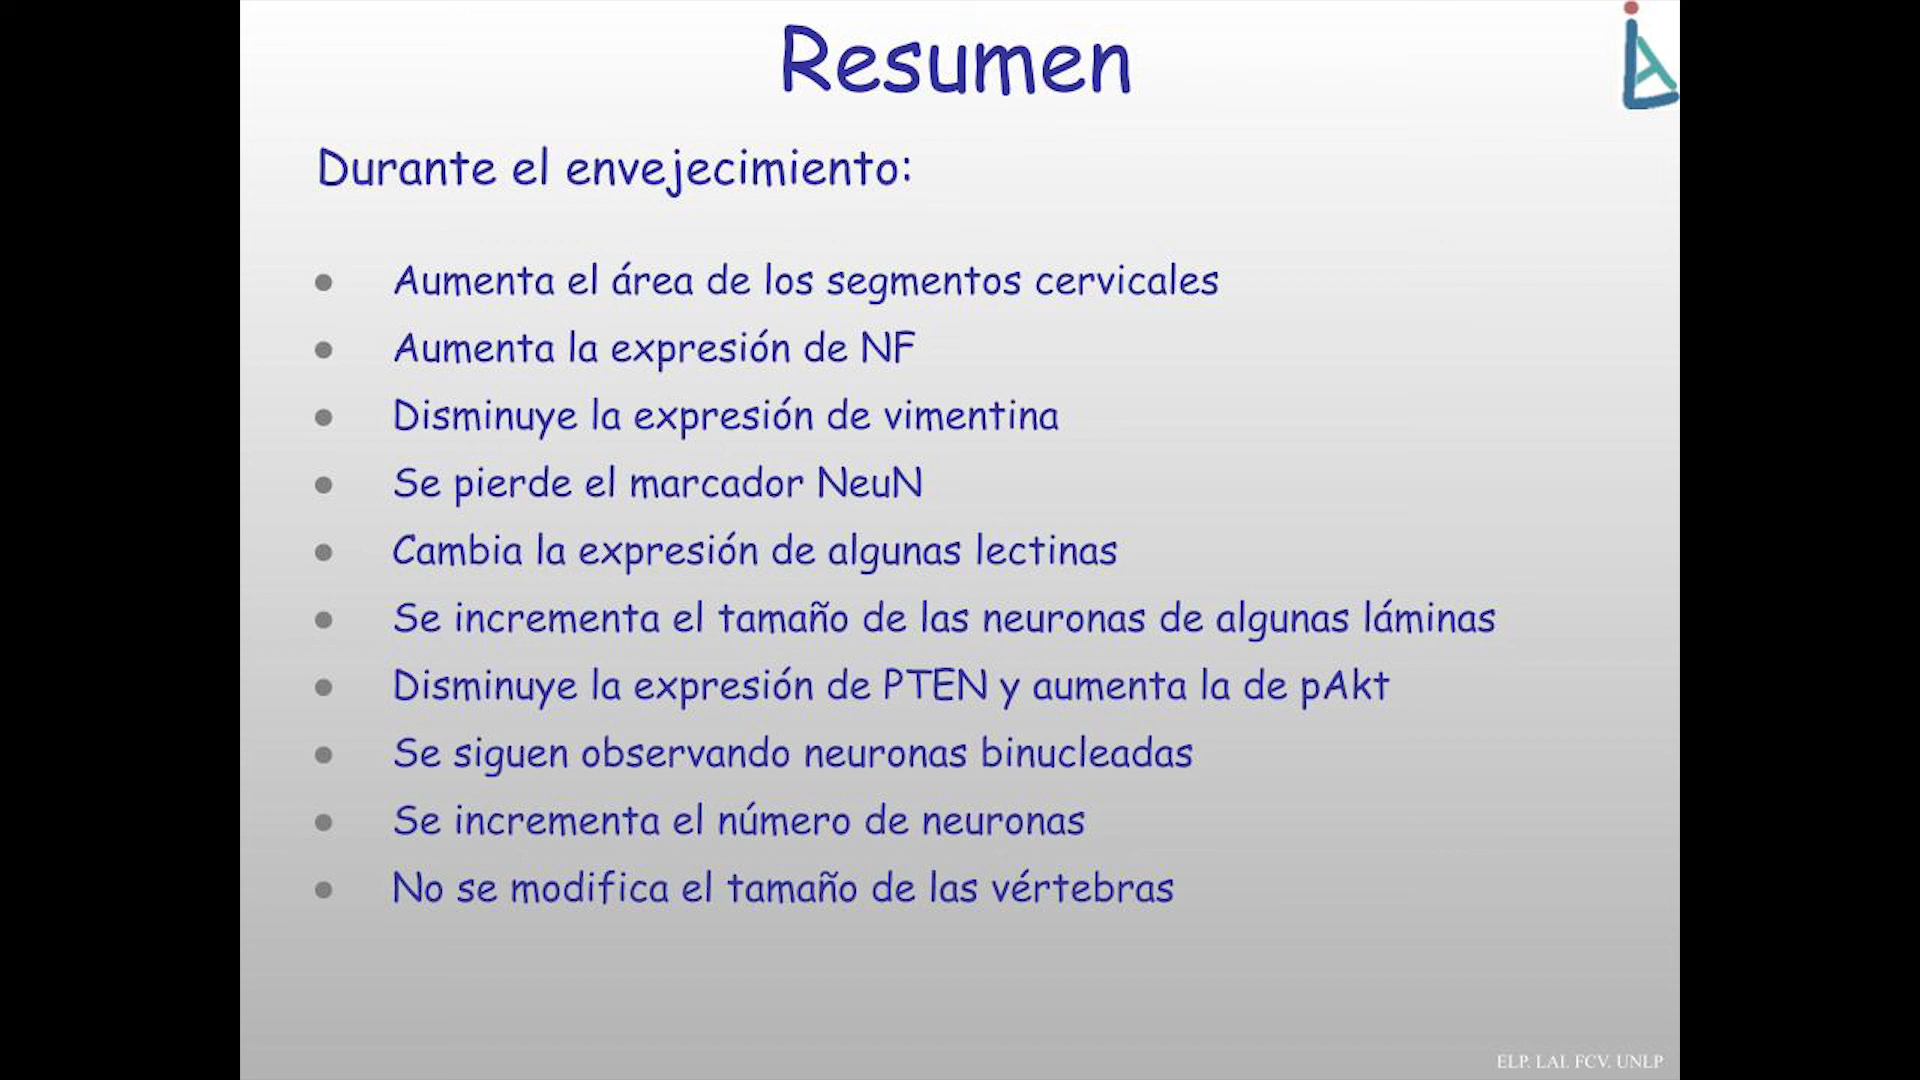 Resumen
Durante el envejecimiento:
Aumenta el área de los segmentos cervicales
Aumenta la expresión de NF
Disminuye la expresión de vimentina
Se pierde el marcador NeuN
Cambia la expresión de algunas lectinas
Se incrementa el tamaño de las neuronas de algunas láminas
Disminuye la expresión de PTEN y aumenta la de pAkt
Se siguen observando neuronas binucleadas
Se incrementa el número de neuronas
No se modifica el tamaño de las vértebras
ELP. LAI. FCV. UNLP